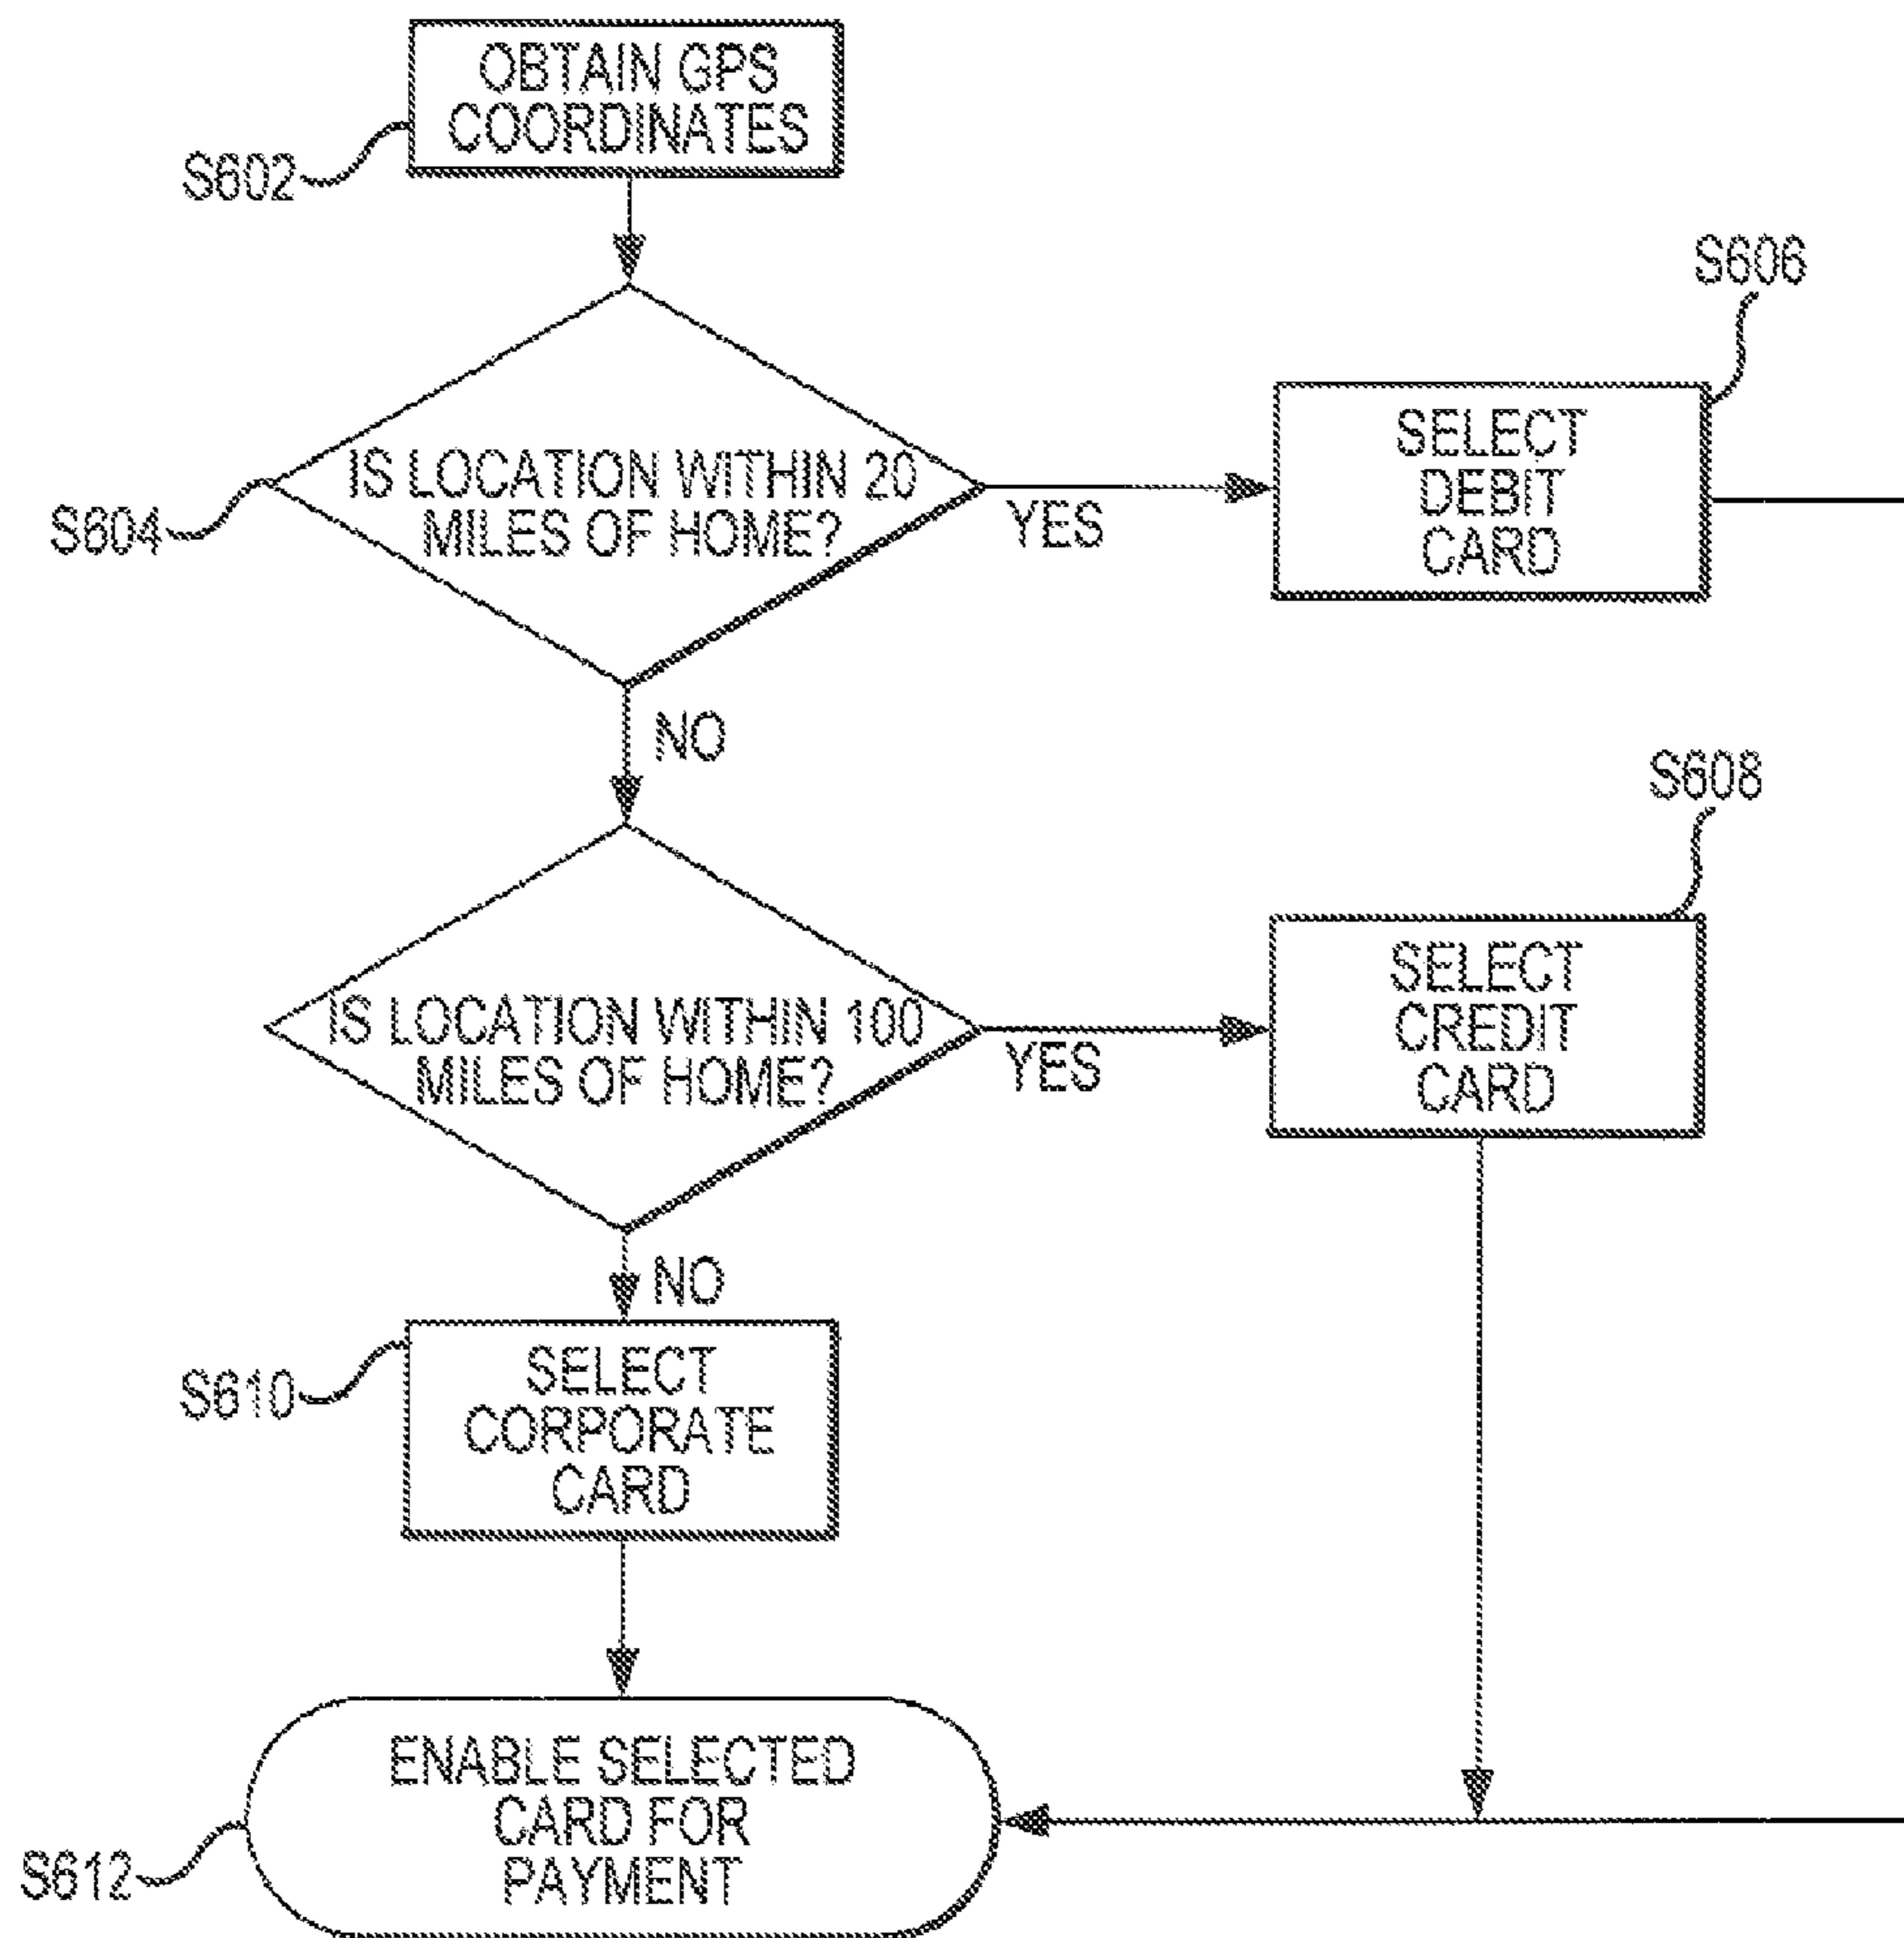 OBTAIN GPS
COORDINATES
S602
S606
SELECT
DEBIT
CARD
IS LOCATION WITHIN 20
MILES OF HOME?
YES
S604
NO
S608
SELECT
CREDIT
CARD
IS LOCATION WITHIN 100
MILES OF HOME?
YES
NO
SELECT
CORPORATE
CARD
S610
ENABLE SELECTED
CARD FOR
PAYMENT
S612